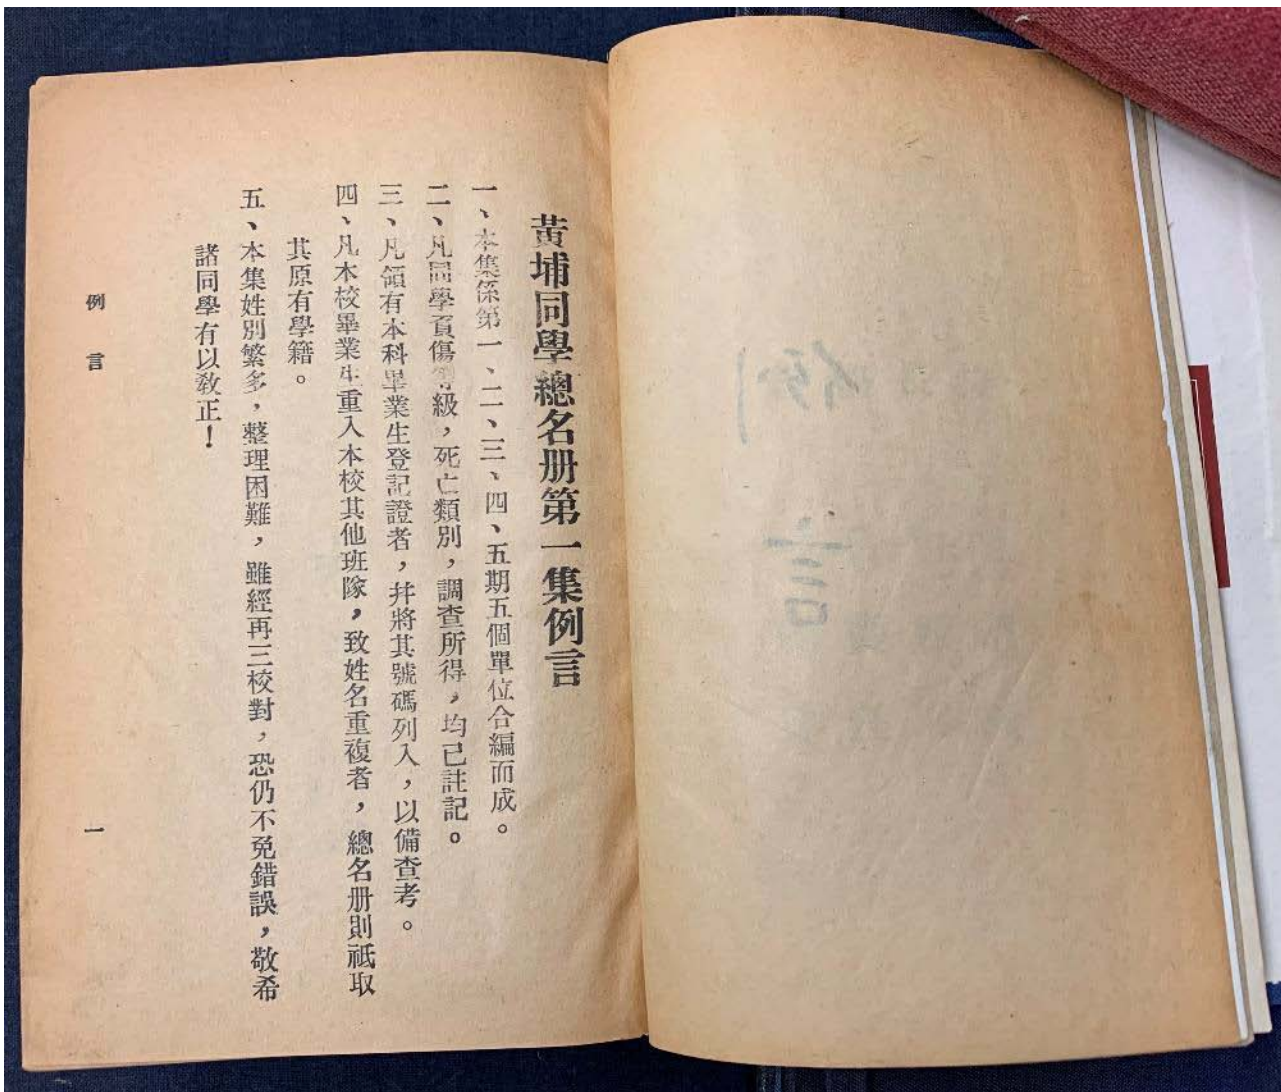 黃埔同學總名册第一集例言
一、本集係第一、二、三、四、五期五個單位合編而成。
二、凡同學負傷等級，死亡類別，調查所得，均已註記。
三、凡領有本科畢業生登記證者，幷將其號碼列入，以備查考。
四、凡本校畢業生重入本校其他班隊，致姓名重複者，總名册則祗取
其原有學籍。
五、本集姓別繁多，整理困難，雖經再三校對，恐仍不免錯誤，敬希
諸同學有以敎正！
例言
一
例言